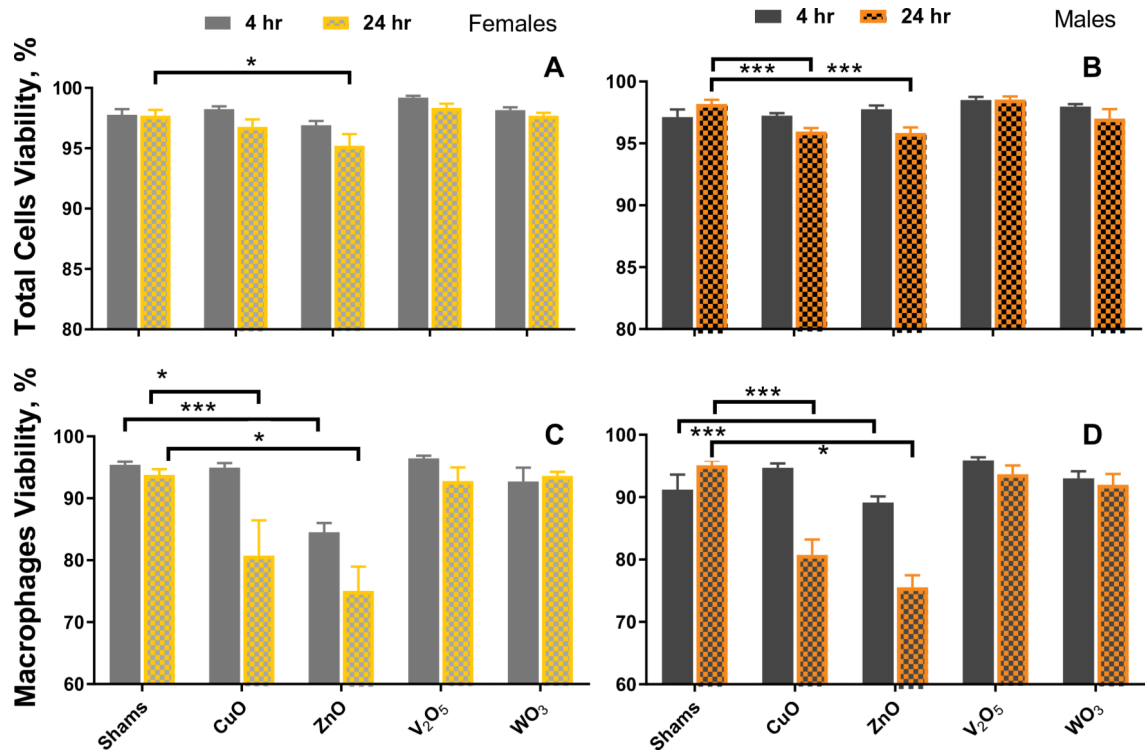 4 hr 24 hr Females
4 hr 24 hr Males
Total Cells Viability, %
A
*
100
95
90
85
80
B
*** ***
100
95
90
85
80
Macrophages Viability, %
C
*
***
*
100
90
80
70
60
Shams CuO ZnO V₂O₅ WO₃
D
***
***
*
100
90
80
70
60
Shams CuO ZnO V₂O₅ WO₃